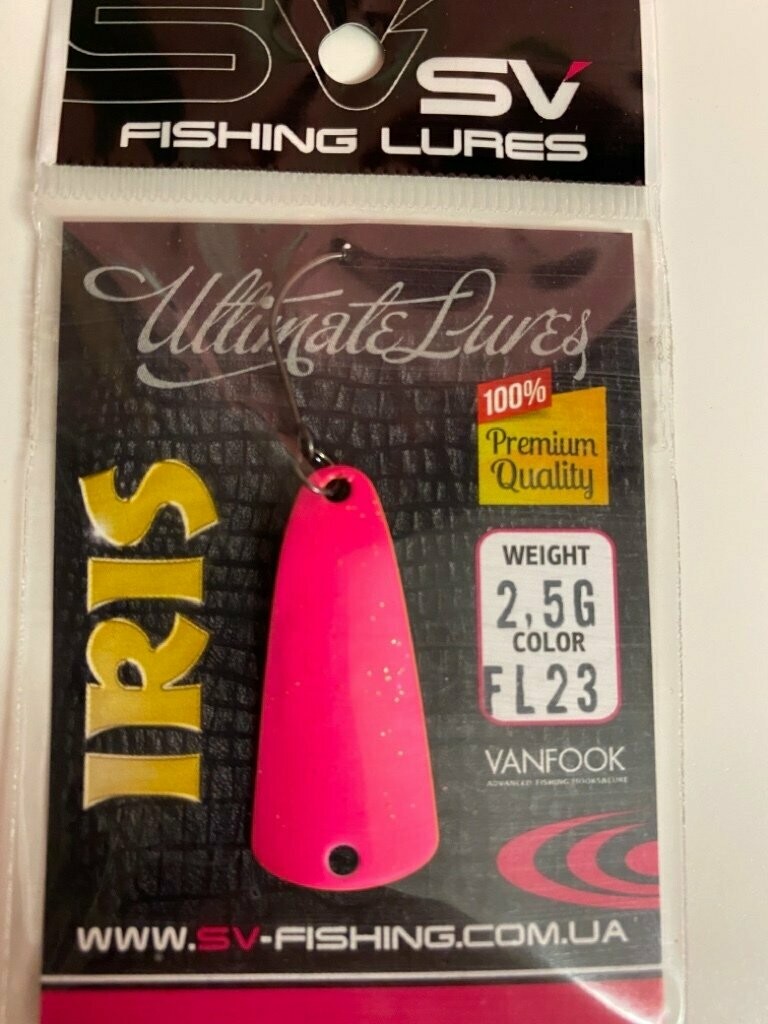 SV
SV
FISHING LURES
Ultimate Lures
100%
Premium
Quality
IRIS
WEIGHT
2,5G
COLOR
FL23
VANFOOK
WWW.SV-FISHING.COM.UA